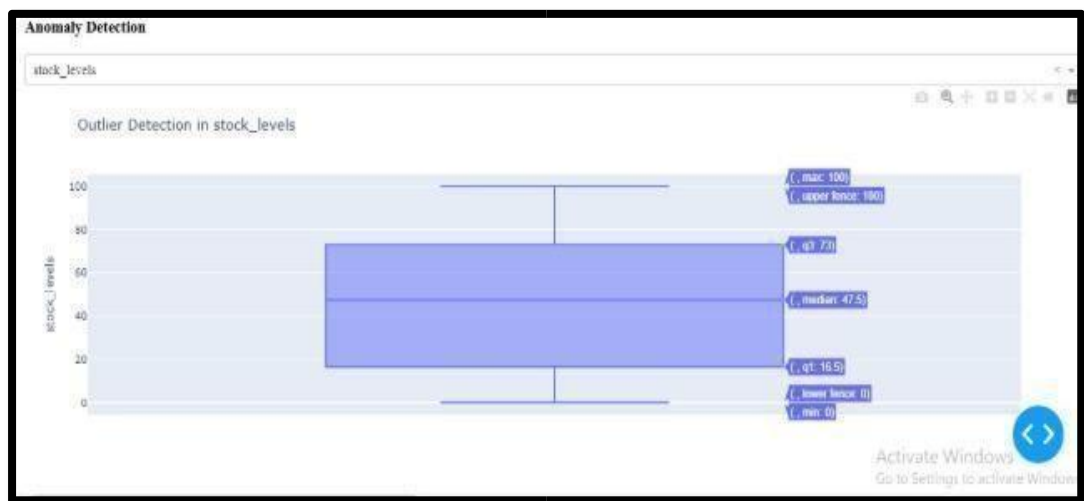 Anomaly Detection
stock_levels
Outlier Detection in stock_levels
100
80
60
40
20
0
stock_levels
( , max: 100)
( , upper fence: 100)
( , q3: 73)
( , median: 47.5)
( , q1: 16.5)
( , lower fence: 0)
( , min: 0)
Activate Windows
Go to Settings to activate Window